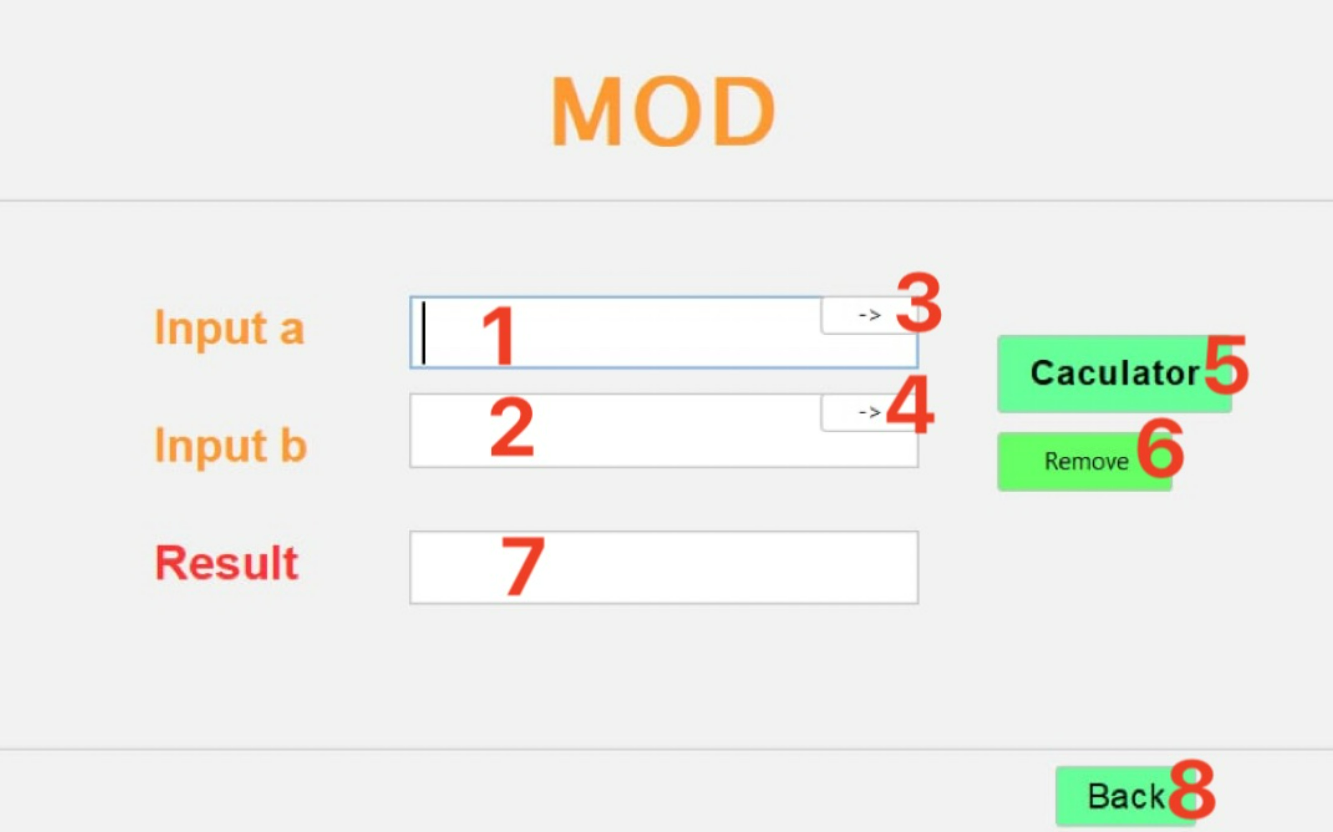 MOD
Input a
1
->
3
Input b
2
->
4
Caculator
5
Remove
6
Result
7
Back
8